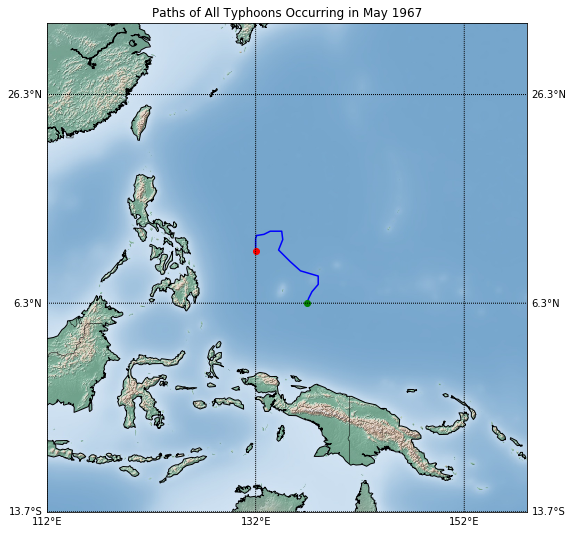 Paths of All Typhoons Occurring in May 1967
26.3°N 26.3°N
6.3°N 6.3°N
13.7°S 13.7°S
112°E 132°E 152°E